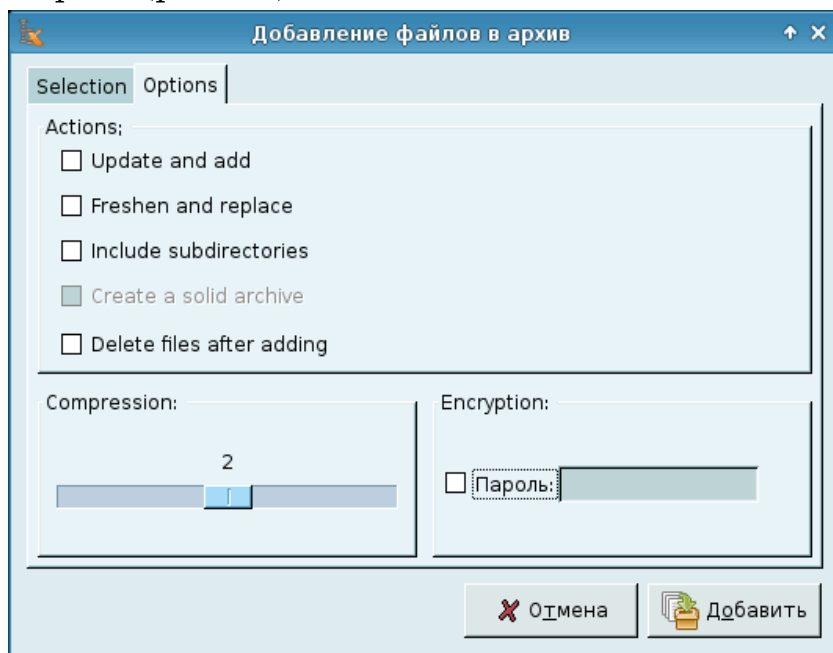 Добавление файлов в архив
Selection Options
Actions;
Update and add
Freshen and replace
Include subdirectories
Create a solid archive
Delete files after adding
Compression: Encryption:
2
Пароль:
Отмена Добавить